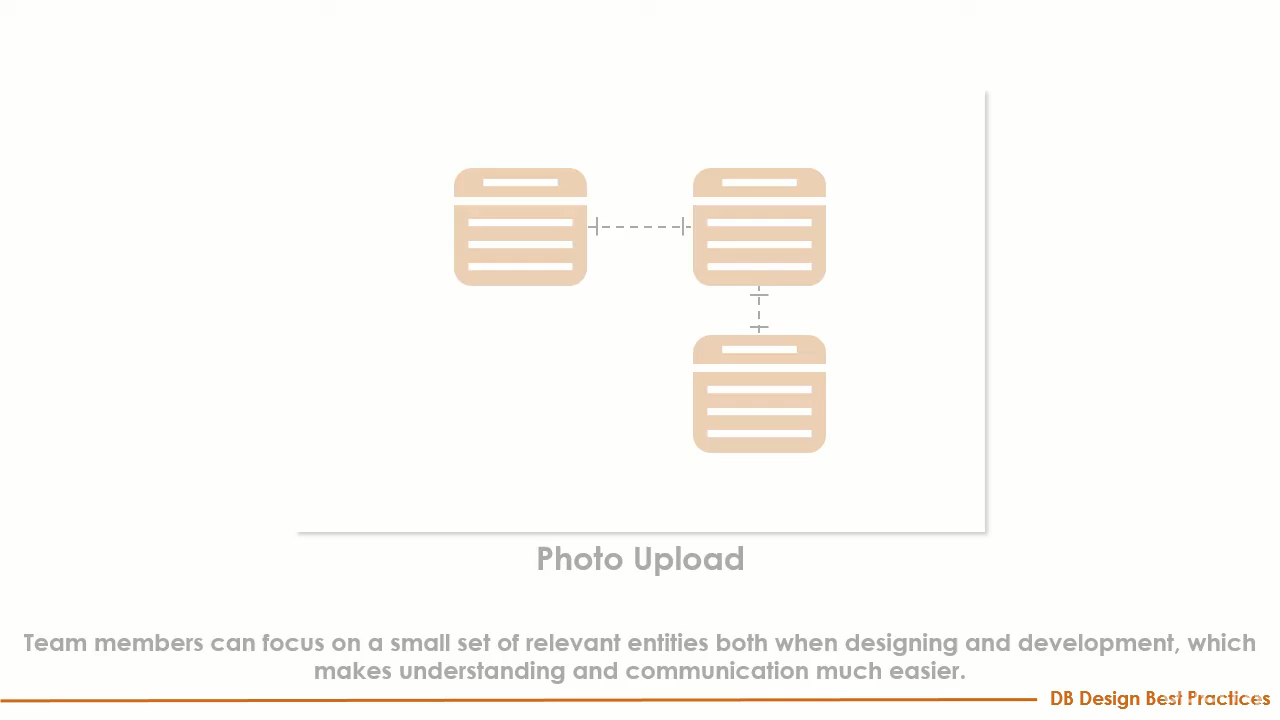 Photo Upload
Team members can focus on a small set of relevant entities both when designing and development, which
makes understanding and communication much easier.
DB Design Best Practices